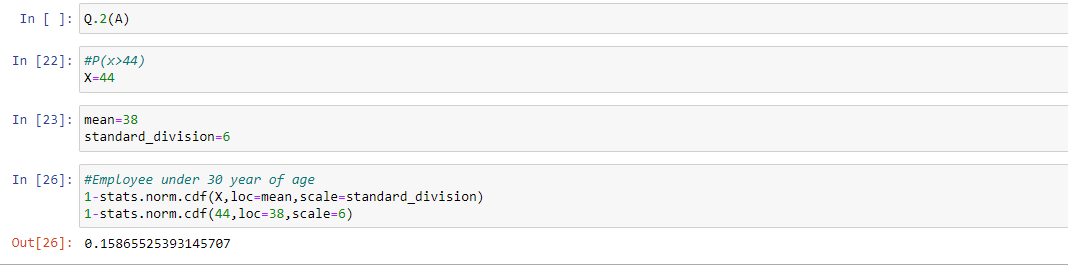 In [ ]: Q.2(A)
In [22]: #P(x>44)
X=44
In [23]: mean=38
standard_division=6
In [26]: #Employee under 30 year of age
1-stats.norm.cdf(X,loc=mean,scale=standard_division)
1-stats.norm.cdf(44,loc=38,scale=6)
Out[26]: 0.15865525393145707